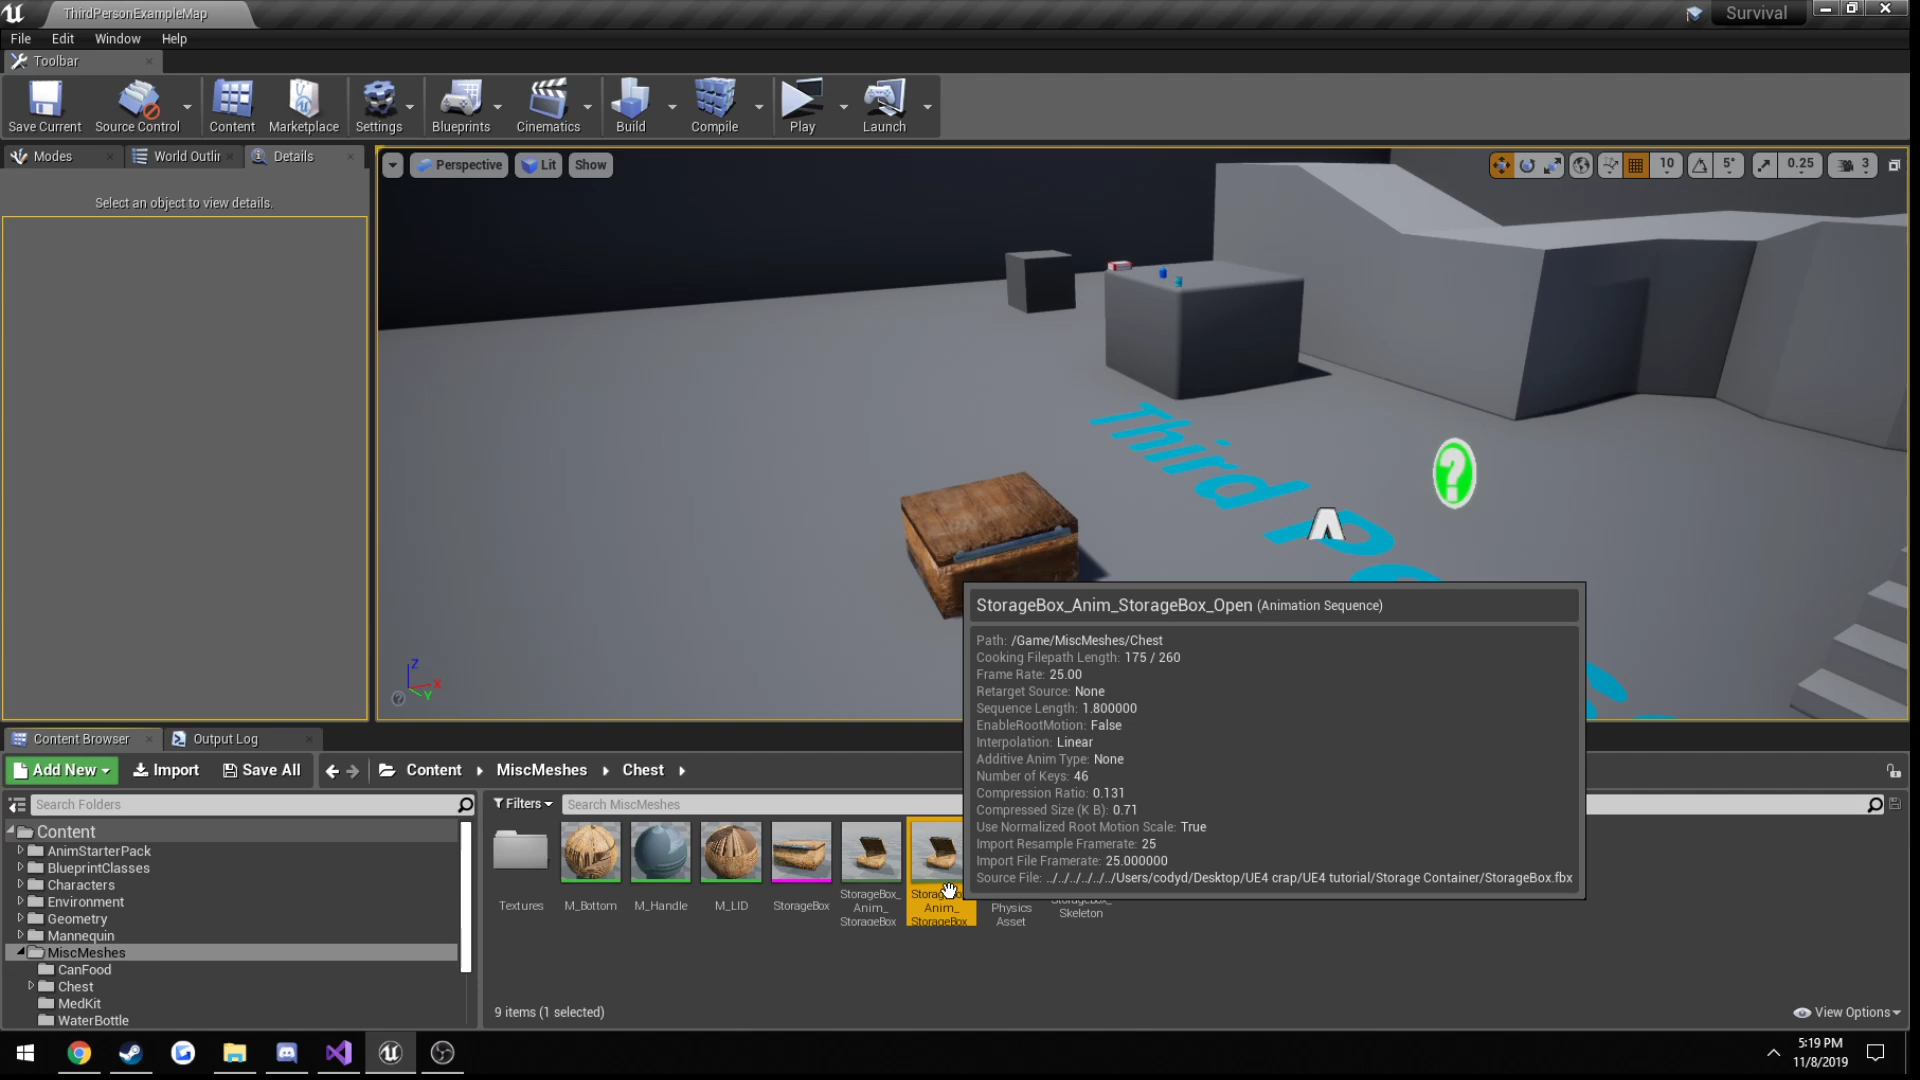 ThirdPersonExampleMap
Survival
File Edit Window Help
Toolbar
Save Current Source Control Content Marketplace Settings Blueprints Cinematics Build Compile Play Launch
Modes World Outlir Details
Perspective Lit Show
10 5° 0.25 3
Select an object to view details.
Third P
Z
X
Y
StorageBox_Anim_StorageBox_Open (Animation Sequence)
Path: /Game/MiscMeshes/Chest
Cooking Filepath Length: 175 / 260
Frame Rate: 25.00
Retarget Source: None
Sequence Length: 1.800000
EnableRootMotion: False
Interpolation: Linear
Additive Anim Type: None
Number of Keys: 46
Compression Ratio: 0.131
Compressed Size (K B): 0.71
Use Normalized Root Motion Scale: True
Import Resample Framerate: 25
Import File Framerate: 25.000000
Source File: ../../../../../../Users/codyd/Desktop/UE4 crap/UE4 tutorial/Storage Container/StorageBox.fbx
Content Browser Output Log
Add New Import Save All Content MiscMeshes Chest
Search Folders
Filters Search MiscMeshes
Content
AnimStarterPack
BlueprintClasses
Characters
Environment
Geometry
Mannequin
MiscMeshes
CanFood
Chest
MedKit
WaterBottle
Textures
M_Bottom
M_Handle
M_LID
StorageBox
StorageBox_
Anim_
StorageBox
Anim_
StorageBox
Physics
Asset
Skeleton
9 items (1 selected)
View Options
5:19 PM
11/8/2019